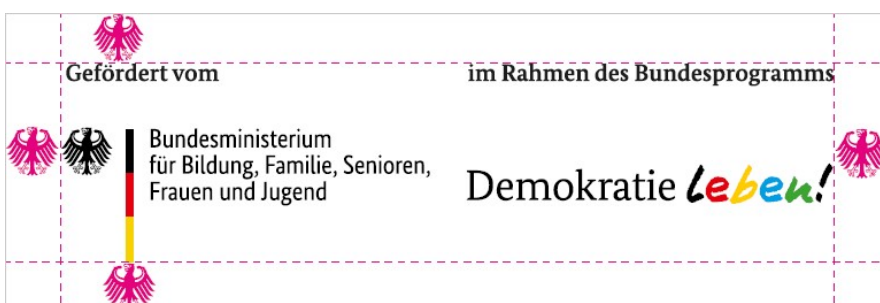 Gefördert vom
im Rahmen des Bundesprogramms
Bundesministerium
für Bildung, Familie, Senioren,
Frauen und Jugend
Demokratie leben!